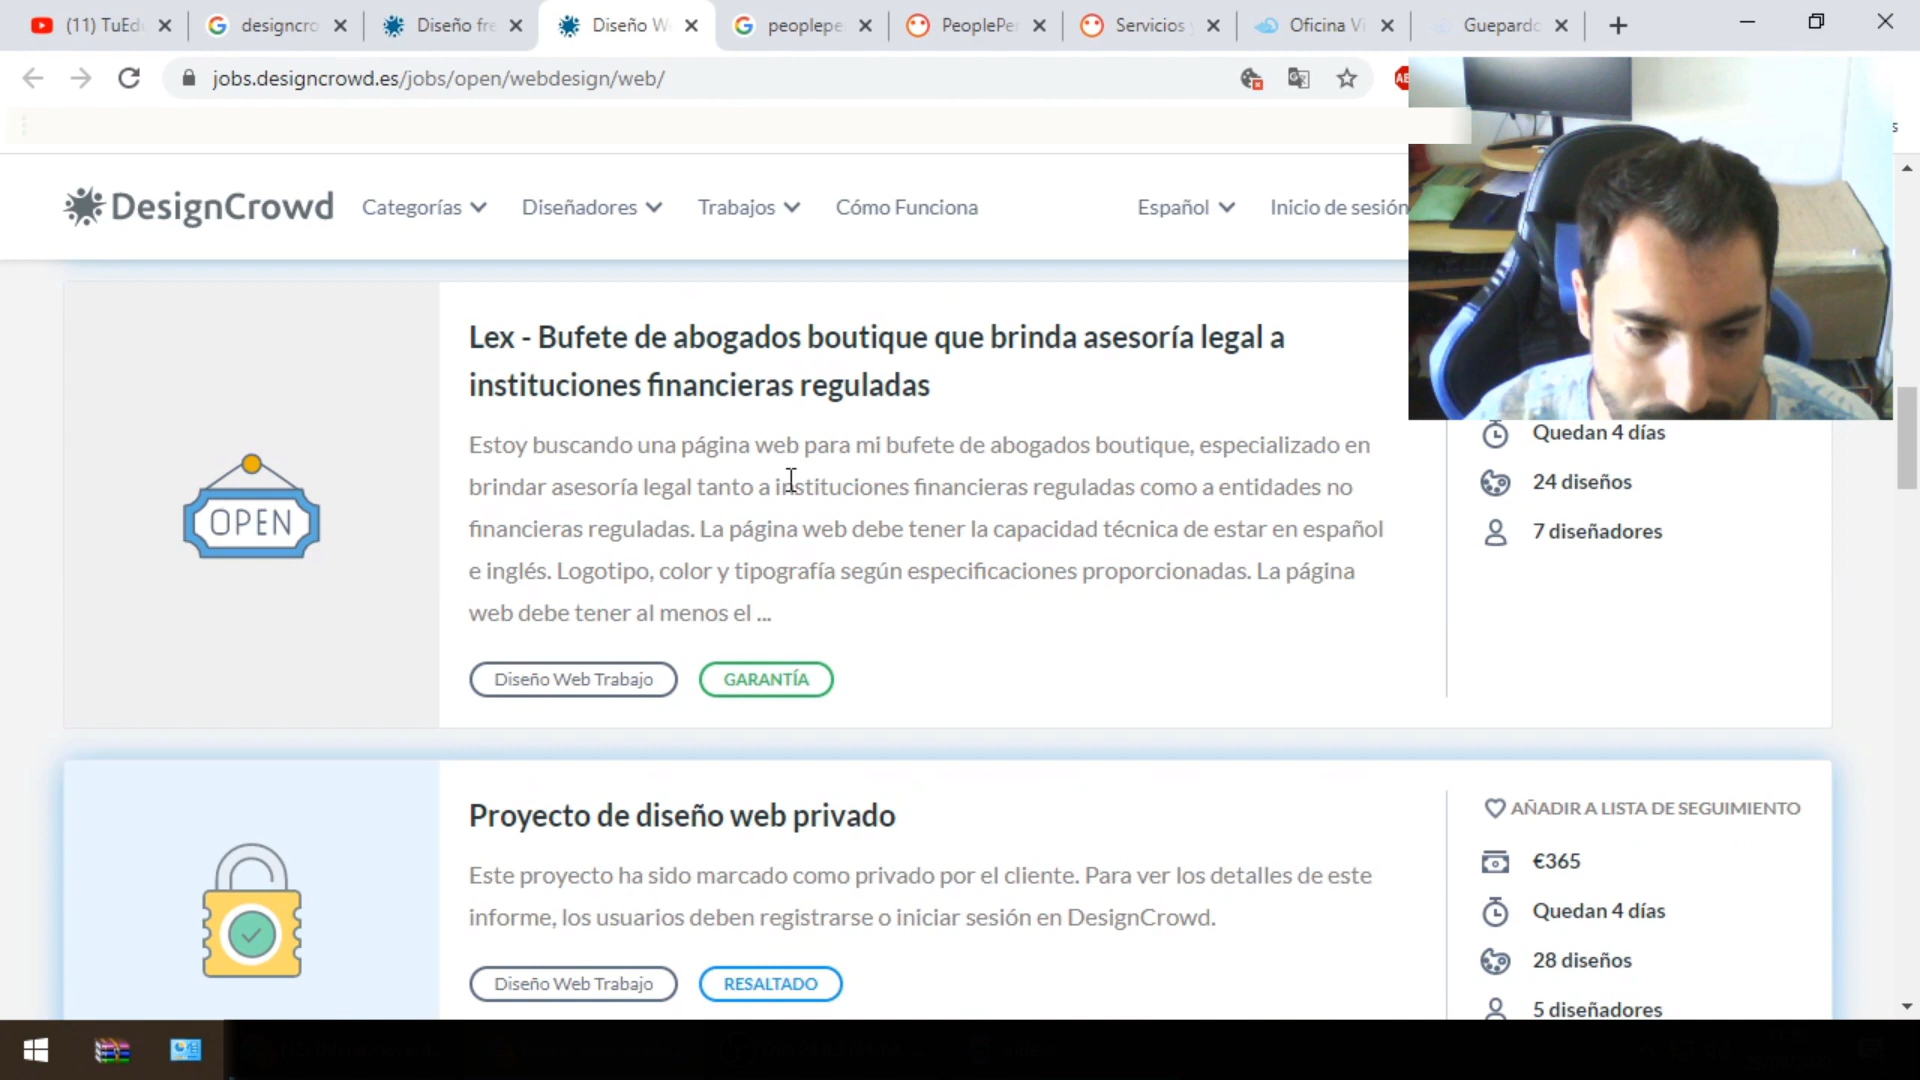 (11) TuEd
designcro
Diseño fre
Diseño W
peoplepe
PeoplePer
Servicios
Oficina Vi
Guepardo
jobs.designcrowd.es/jobs/open/webdesign/web/
DesignCrowd
Categorías
Diseñadores
Trabajos
Cómo Funciona
Español
Inicio de sesión
Lex - Bufete de abogados boutique que brinda asesoría legal a
instituciones financieras reguladas
Estoy buscando una página web para mi bufete de abogados boutique, especializado en
brindar asesoría legal tanto a instituciones financieras reguladas como a entidades no
financieras reguladas. La página web debe tener la capacidad técnica de estar en español
e inglés. Logotipo, color y tipografía según especificaciones proporcionadas. La página
web debe tener al menos el ...
OPEN
Diseño Web Trabajo
GARANTÍA
Quedan 4 días
24 diseños
7 diseñadores
Proyecto de diseño web privado
Este proyecto ha sido marcado como privado por el cliente. Para ver los detalles de este
informe, los usuarios deben registrarse o iniciar sesión en DesignCrowd.
Diseño Web Trabajo
RESALTADO
AÑADIR A LISTA DE SEGUIMIENTO
€365
Quedan 4 días
28 diseños
5 diseñadores